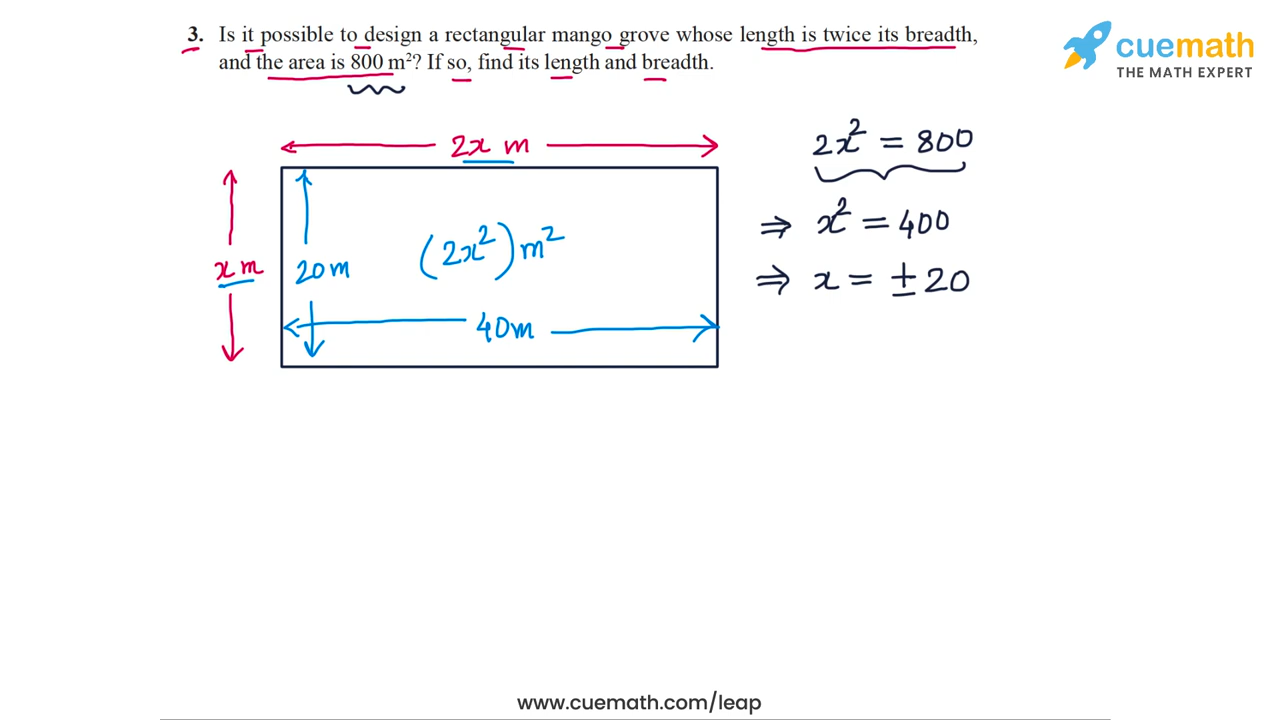 3. Is it possible to design a rectangular mango grove whose length is twice its breadth,
and the area is 800 m²? If so, find its length and breadth.
cuemath
THE MATH EXPERT
2x m
2x² = 800
x m
20m
(2x²) m²
⇒ x² = 400
⇒ x = ±20
40m
www.cuemath.com/leap